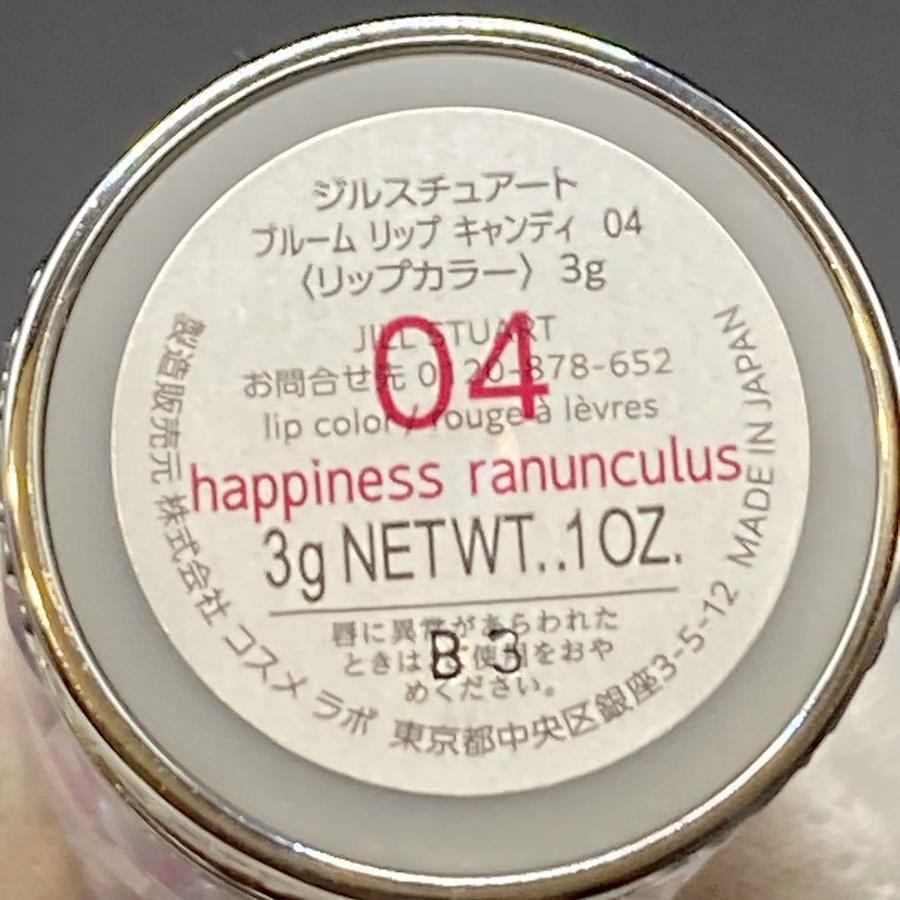 ジルスチュアート
ブルーム リップ キャンディ 04
〈リップカラー〉 3g
JILL STUART
04
お問合せ先 0120-878-652
lip color / rouge à lèvres
happiness ranunculus
3g NETWT..1OZ.
唇に異常があらわれた
ときはご使用をおや
めください。
B3
製造販売元 株式会社 コスメ ラボ 東京都中央区銀座3-5-12 MADE IN JAPAN